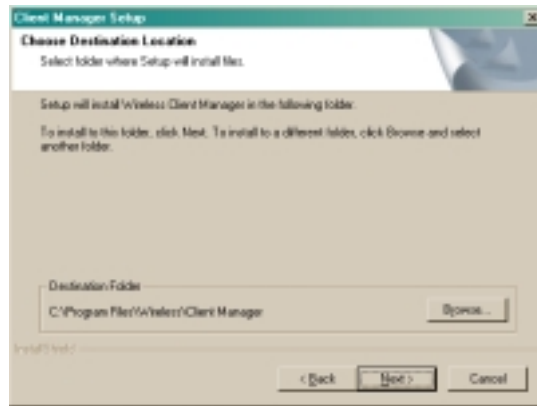 Client Manager Setup
Choose Destination Location
Select folder where Setup will install files.
Setup will install Wireless Client Manager in the following folder.
To install to this folder, click Next. To install to a different folder, click Browse and select
another folder.
Destination Folder
C:\Program Files\Wireless\Client Manager
Browse...
InstallShield
< Back
Next >
Cancel